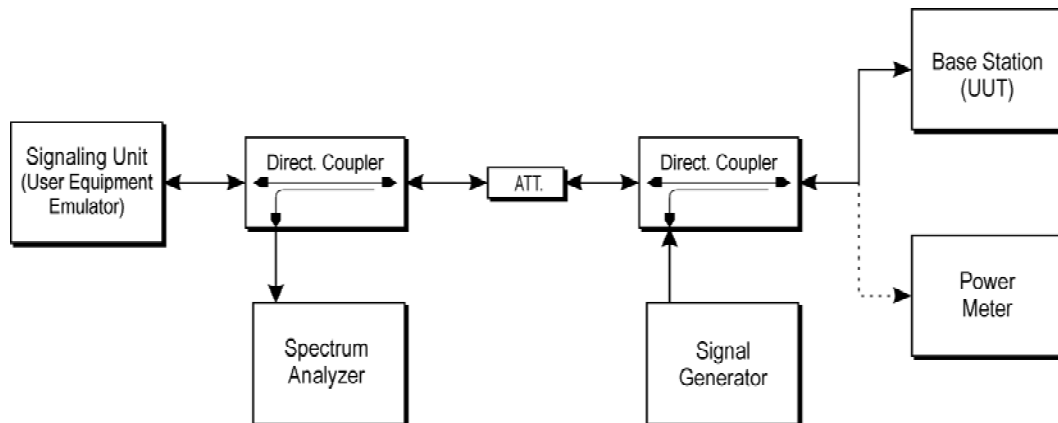 Base Station
(UUT)
Signaling Unit
(User Equipment
Emulator)
Direct. Coupler
ATT.
Direct. Coupler
Spectrum
Analyzer
Signal
Generator
Power
Meter